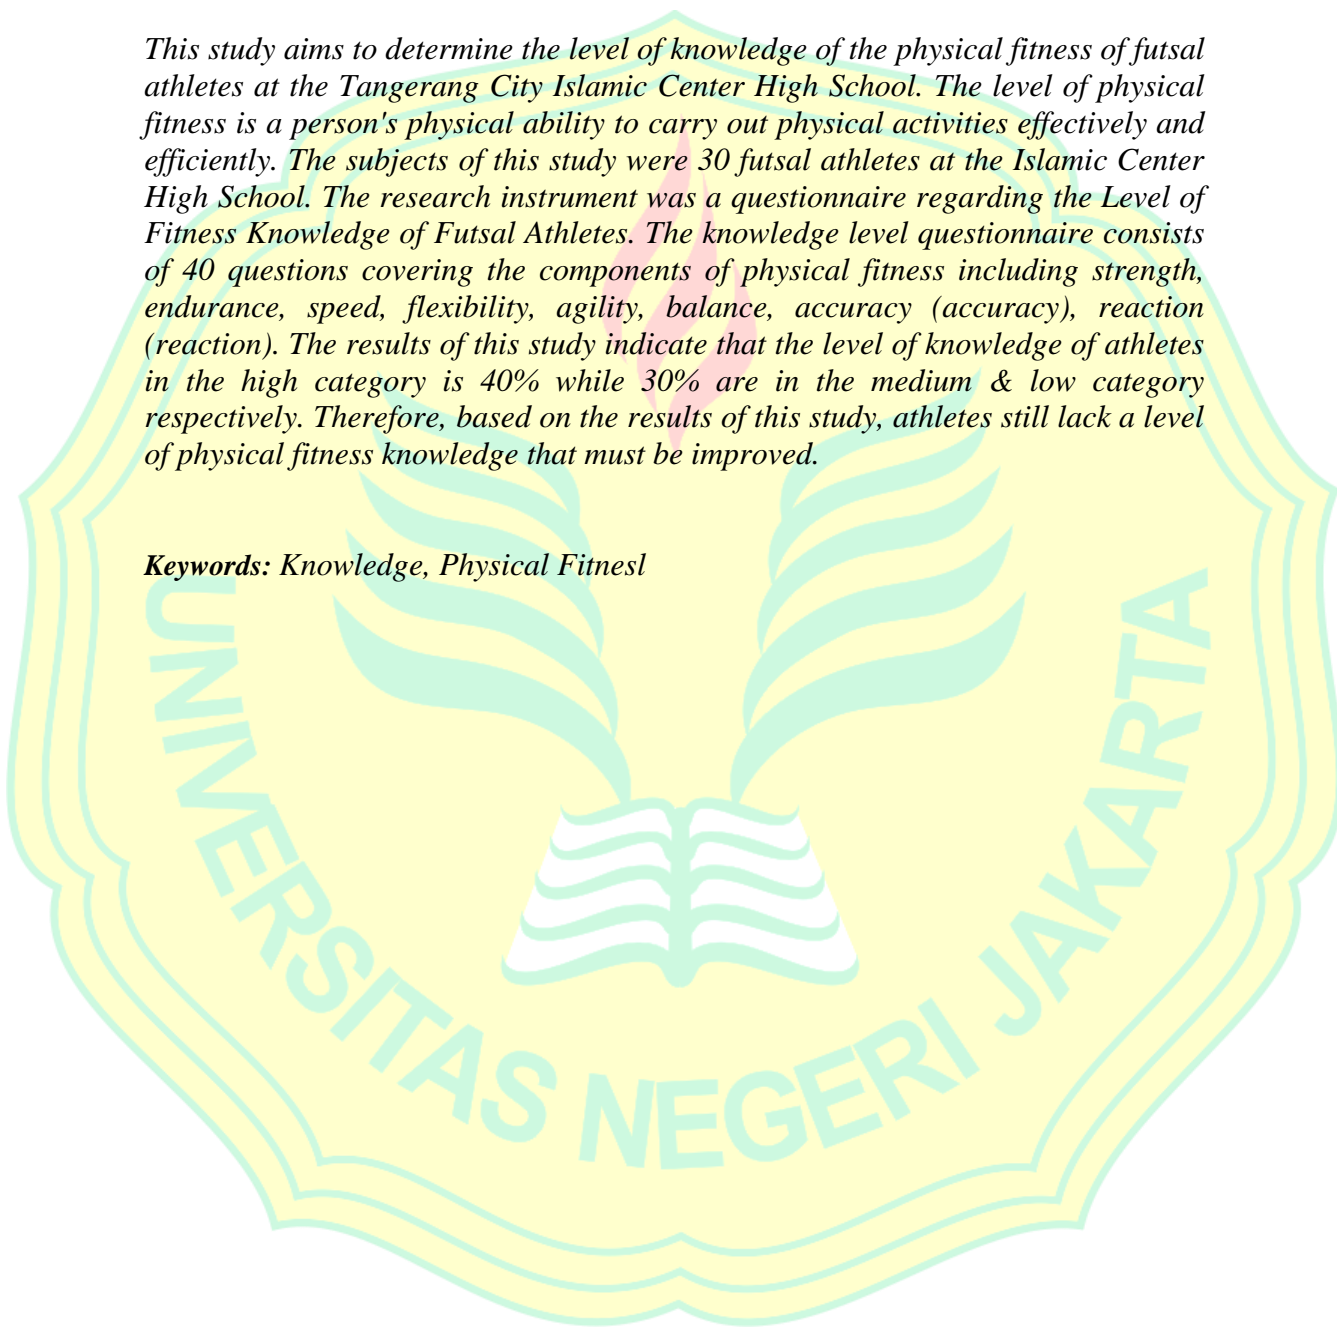 This study aims to determine the level of knowledge of the physical fitness of futsal
athletes at the Tangerang City Islamic Center High School. The level of physical
fitness is a person's physical ability to carry out physical activities effectively and
efficiently. The subjects of this study were 30 futsal athletes at the Islamic Center
High School. The research instrument was a questionnaire regarding the Level of
Fitness Knowledge of Futsal Athletes. The knowledge level questionnaire consists
of 40 questions covering the components of physical fitness including strength,
endurance, speed, flexibility, agility, balance, accuracy (accuracy), reaction
(reaction). The results of this study indicate that the level of knowledge of athletes
in the high category is 40% while 30% are in the medium & low category
respectively. Therefore, based on the results of this study, athletes still lack a level
of physical fitness knowledge that must be improved.
Keywords: Knowledge, Physical Fitnesl
UNIVERSITAS NEGERI JAKARTA